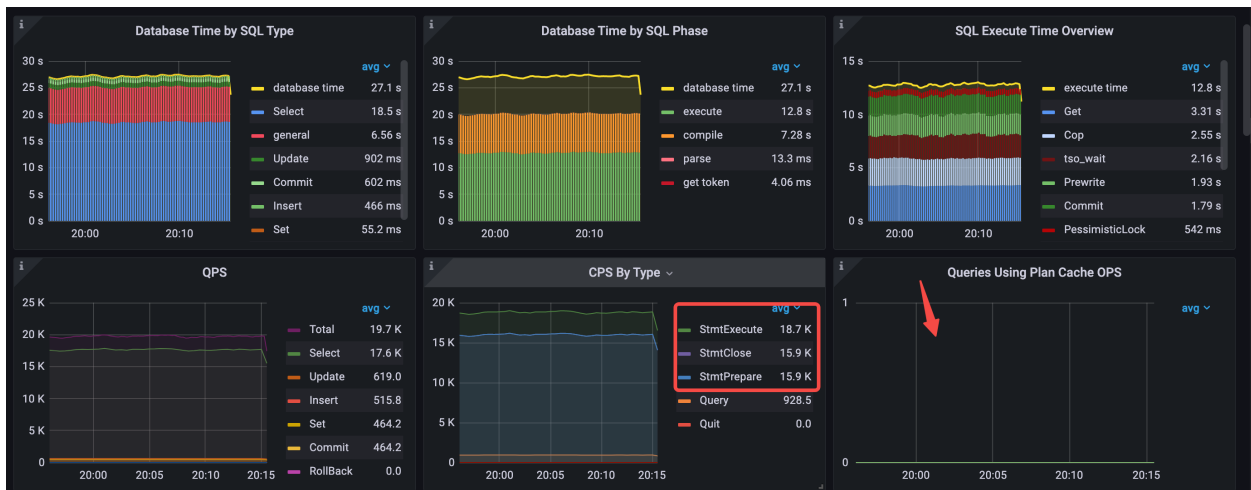 Database Time by SQL Type
30 s
25 s
20 s
15 s
10 s
5 s
0 s
20:00
20:10
avg
database time 27.1 s
Select 18.5 s
general 6.56 s
Update 902 ms
Commit 602 ms
Insert 466 ms
Set 55.2 ms
Database Time by SQL Phase
30 s
25 s
20 s
15 s
10 s
5 s
0 s
20:00
20:10
avg
database time 27.1 s
execute 12.8 s
compile 7.28 s
parse 13.3 ms
get token 4.06 ms
SQL Execute Time Overview
15 s
10 s
5 s
0 s
20:00
20:10
avg
execute time 12.8 s
Get 3.31 s
Cop 2.55 s
tso_wait 2.16 s
Prewrite 1.93 s
Commit 1.79 s
PessimisticLock 542 ms
QPS
25 K
20 K
15 K
10 K
5 K
0
20:00
20:05
20:10
20:15
avg
Total 19.7 K
Select 17.6 K
Update 619.0
Insert 515.8
Set 464.2
Commit 464.2
RollBack 0.0
CPS By Type
20 K
15 K
10 K
5 K
0
20:00
20:05
20:10
20:15
avg
StmtExecute 18.7 K
StmtClose 15.9 K
StmtPrepare 15.9 K
Query 928.5
Quit 0.0
Queries Using Plan Cache OPS
1
0
20:00
20:05
20:10
20:15
avg